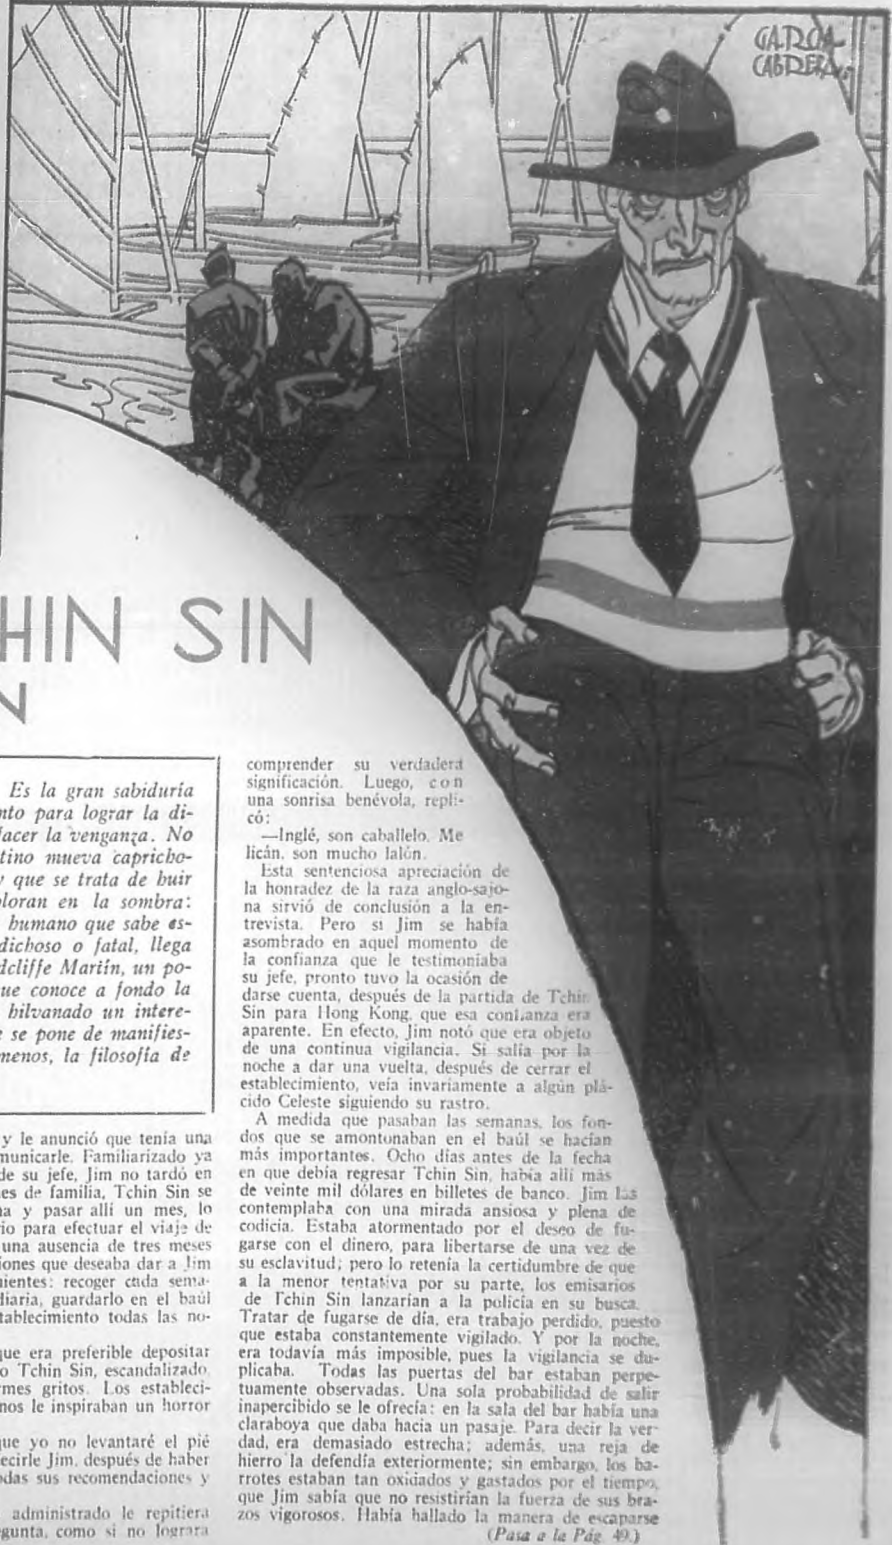 GARCIA-
CABRERA
HIN SIN
N
Es la gran sabiduría
nto para lograr la di-
facer la venganza. No
tino mueva capricho-
y que se trata de huir
ploran en la sombra:
humano que sabe es-
dichoso o fatal, llega
dcliffe Martín, un po-
ue conoce a fondo la
bilvanado un intere-
e se pone de manifies-
menos, la filosofía de
y le anunció que tenía una
municarle. Familiarizado ya
de su jefe, Jim no tardó en
es de familia, Tchin Sin se
na y pasar allí un mes, lo
rio para efectuar el viaje de
una ausencia de tres meses
iones que deseaba dar a Jim
nientes: recoger cada sema-
diaria, guardarlo en el baúl
stablecimiento todas las no-
que era preferible depositar
o Tchin Sin, escandalizado
rmes gritos. Los estableci-
nos le inspiraban un horror
que yo no levantaré el pié
ecirle Jim, después de haber
odas sus recomendaciones y
administrado le repitiera
egunta, como si no lograra
comprender su verdadera
significación. Luego, con
una sonrisa benévola, repli-
có:
—Inglé, son caballelo. Me
licán, son mucho lalón.
Esta sentenciosa apreciación de
la honradez de la raza anglo-sajo-
na sirvió de conclusión a la en-
trevista. Pero si Jim se había
asombrado en aquel momento de
la confianza que le testimoniaba
su jefe, pronto tuvo la ocasión de
darse cuenta, después de la partida de Tchin
Sin para Hong Kong, que esa confianza era
aparente. En efecto, Jim notó que era objeto
de una continua vigilancia. Si salía por la
noche a dar una vuelta, después de cerrar el
establecimiento, veía invariamente a algún plá-
cido Celeste siguiendo su rastro.
A medida que pasaban las semanas, los fon-
dos que se amontonaban en el baúl se hacían
más importantes. Ocho días antes de la fecha
en que debía regresar Tchin Sin, había allí más
de veinte mil dólares en billetes de banco. Jim las
contemplaba con una mirada ansiosa y plena de
codicia. Estaba atormentado por el deseo de fu-
garse con el dinero, para libertarse de una vez de
su esclavitud; pero lo retenía la certidumbre de que
a la menor tentativa por su parte, los emisarios
de Tchin Sin lanzarían a la policía en su busca.
Tratar de fugarse de día, era trabajo perdido, puesto
que estaba constantemente vigilado. Y por la noche,
era todavía más imposible, pues la vigilancia se du-
plicaba. Todas las puertas del bar estaban perpe-
tuamente observadas. Una sola probabilidad de salir
inapercibido se le ofrecía: en la sala del bar había una
claraboya que daba hacia un pasaje. Para decir la ver-
dad, era demasiado estrecha; además, una reja de
hierro la defendía exteriormente; sin embargo, los ba-
rrotes estaban tan oxidados y gastados por el tiempo,
que Jim sabía que no resistirían la fuerza de sus bra-
zos vigorosos. Había hallado la manera de escaparse
(Pasa a la Pág. 49.)